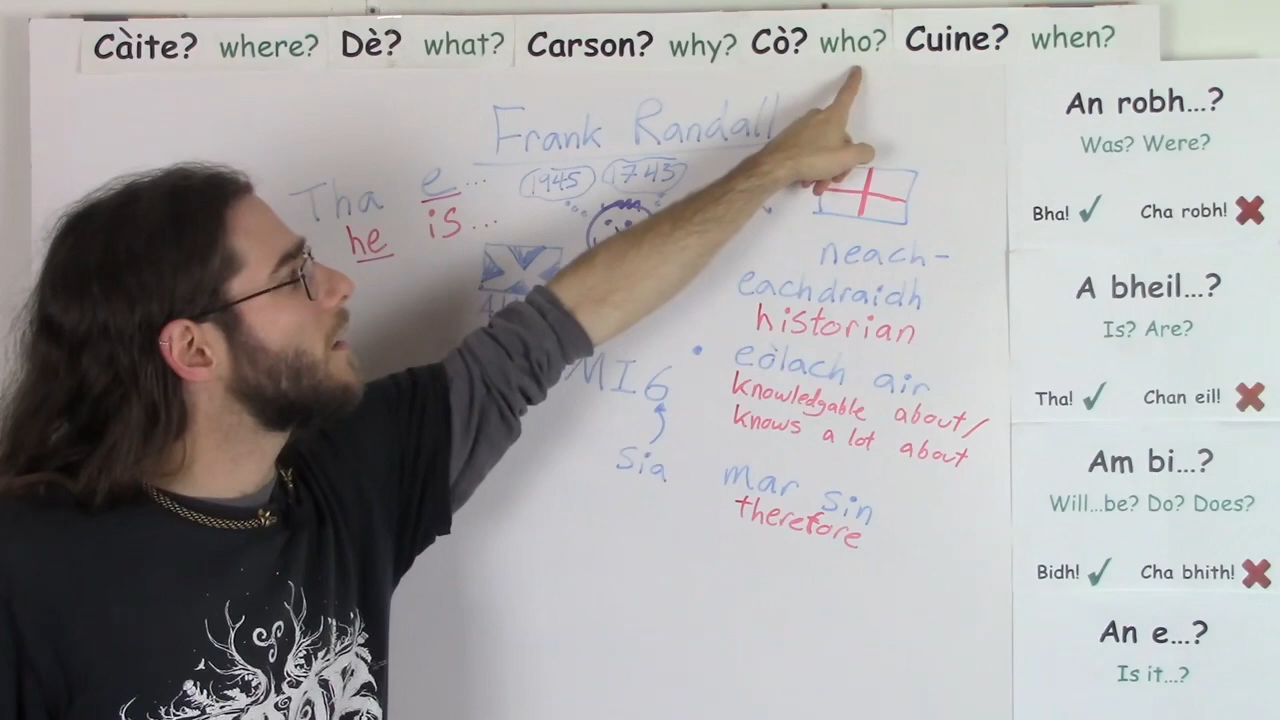 Càite? where? Dè? what? Carson? why? Cò? who? Cuine? when?
Frank Randall
1945 1743
Tha e...
he is...
neach-
eachdraidh
historian
MI6
sia
• eòlach air
knowledgable about/
knows a lot about
mar sin
therefore
An robh...?
Was? Were?
Bha! ✓ Cha robh! ✗
A bheil...?
Is? Are?
Tha! ✓ Chan eil! ✗
Am bi...?
Will...be? Do? Does?
Bidh! ✓ Cha bhith! ✗
An e...?
Is it...?